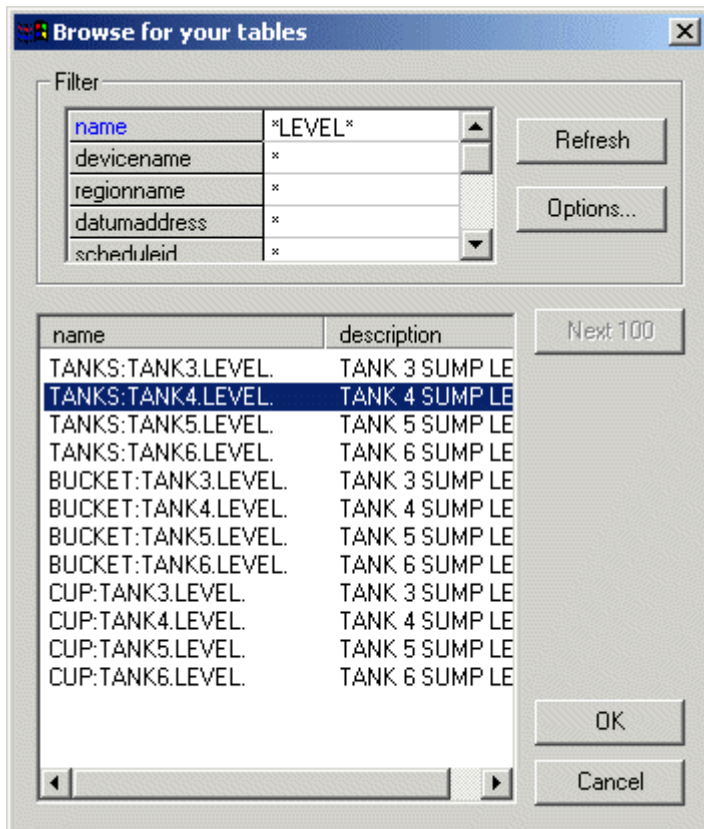 Browse for your tables
Filter
name *LEVEL*
devicename *
regionname *
datumaddress *
scheduleid *
Refresh
Options...
name description
TANKS:TANK3.LEVEL. TANK 3 SUMP LE
TANKS:TANK4.LEVEL. TANK 4 SUMP LE
TANKS:TANK5.LEVEL. TANK 5 SUMP LE
TANKS:TANK6.LEVEL. TANK 6 SUMP LE
BUCKET:TANK3.LEVEL. TANK 3 SUMP LE
BUCKET:TANK4.LEVEL. TANK 4 SUMP LE
BUCKET:TANK5.LEVEL. TANK 5 SUMP LE
BUCKET:TANK6.LEVEL. TANK 6 SUMP LE
CUP:TANK3.LEVEL. TANK 3 SUMP LE
CUP:TANK4.LEVEL. TANK 4 SUMP LE
CUP:TANK5.LEVEL. TANK 5 SUMP LE
CUP:TANK6.LEVEL. TANK 6 SUMP LE
Next 100
OK
Cancel